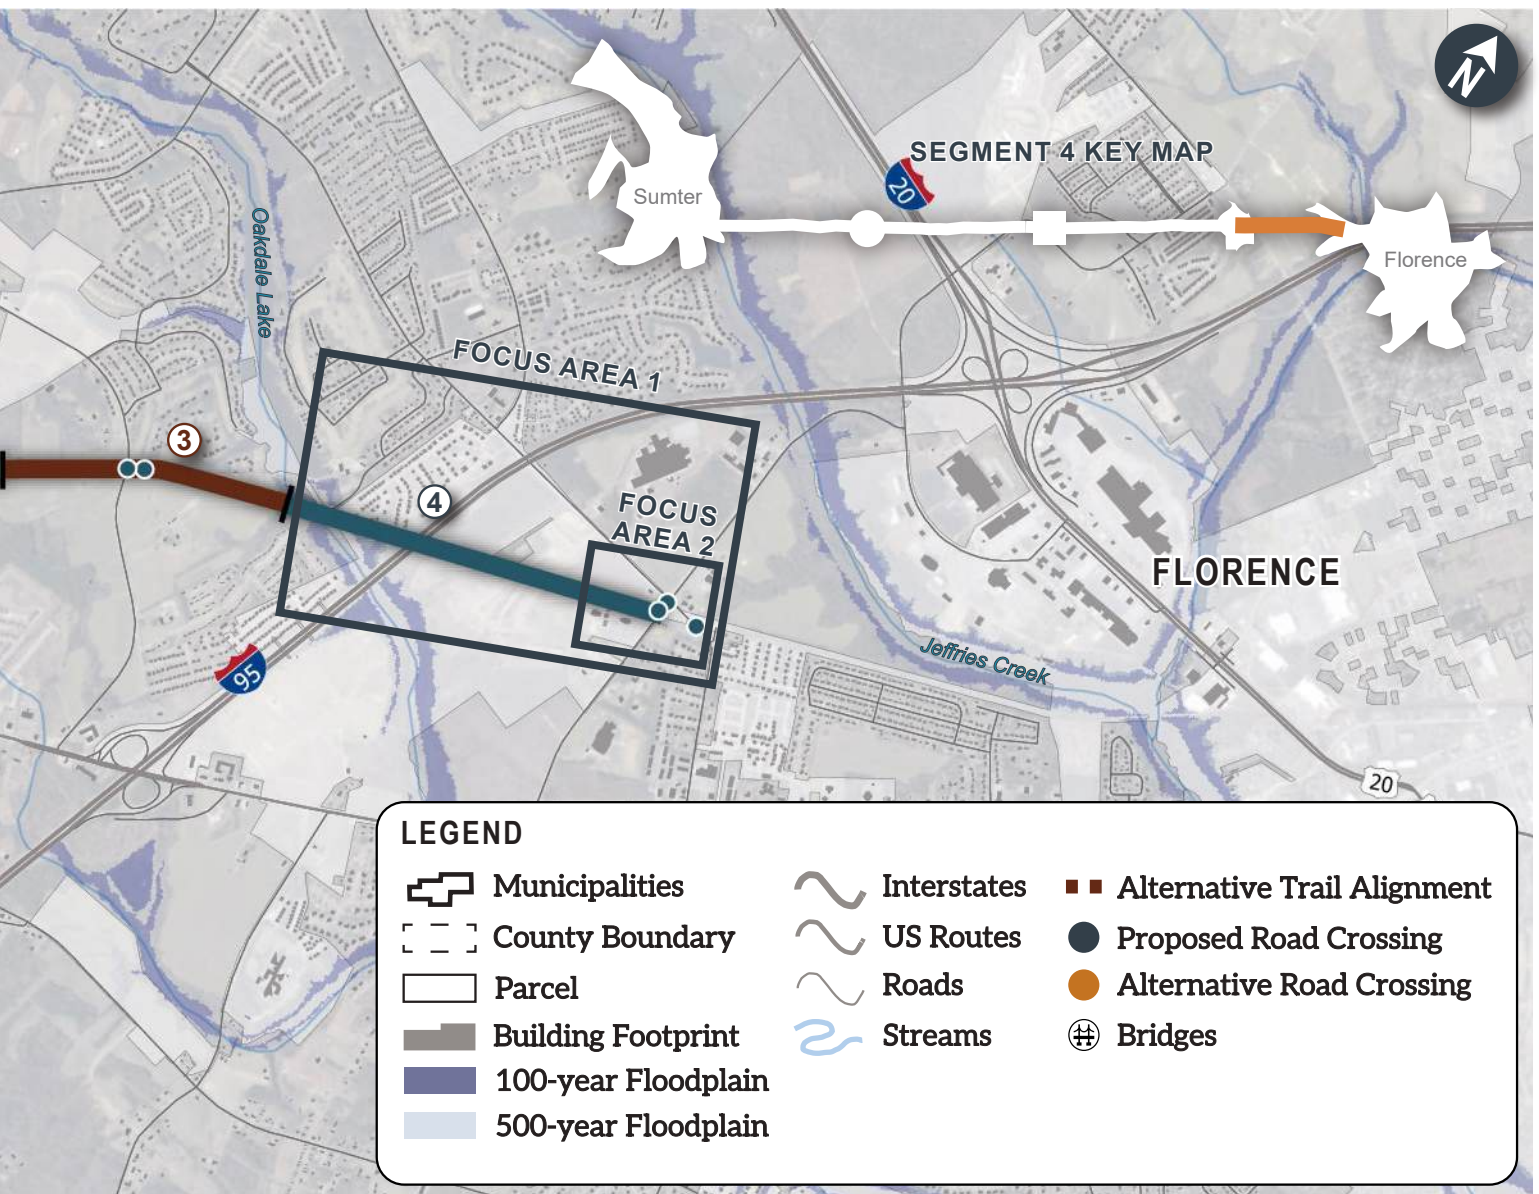 N
SEGMENT 4 KEY MAP
20
Sumter
Florence
Oakdale Lake
FOCUS AREA 1
3
4
FOCUS
AREA 2
FLORENCE
Jeffries Creek
95
20
LEGEND
Municipalities
County Boundary
Parcel
Building Footprint
100-year Floodplain
500-year Floodplain
Interstates
US Routes
Roads
Streams
Alternative Trail Alignment
Proposed Road Crossing
Alternative Road Crossing
Bridges